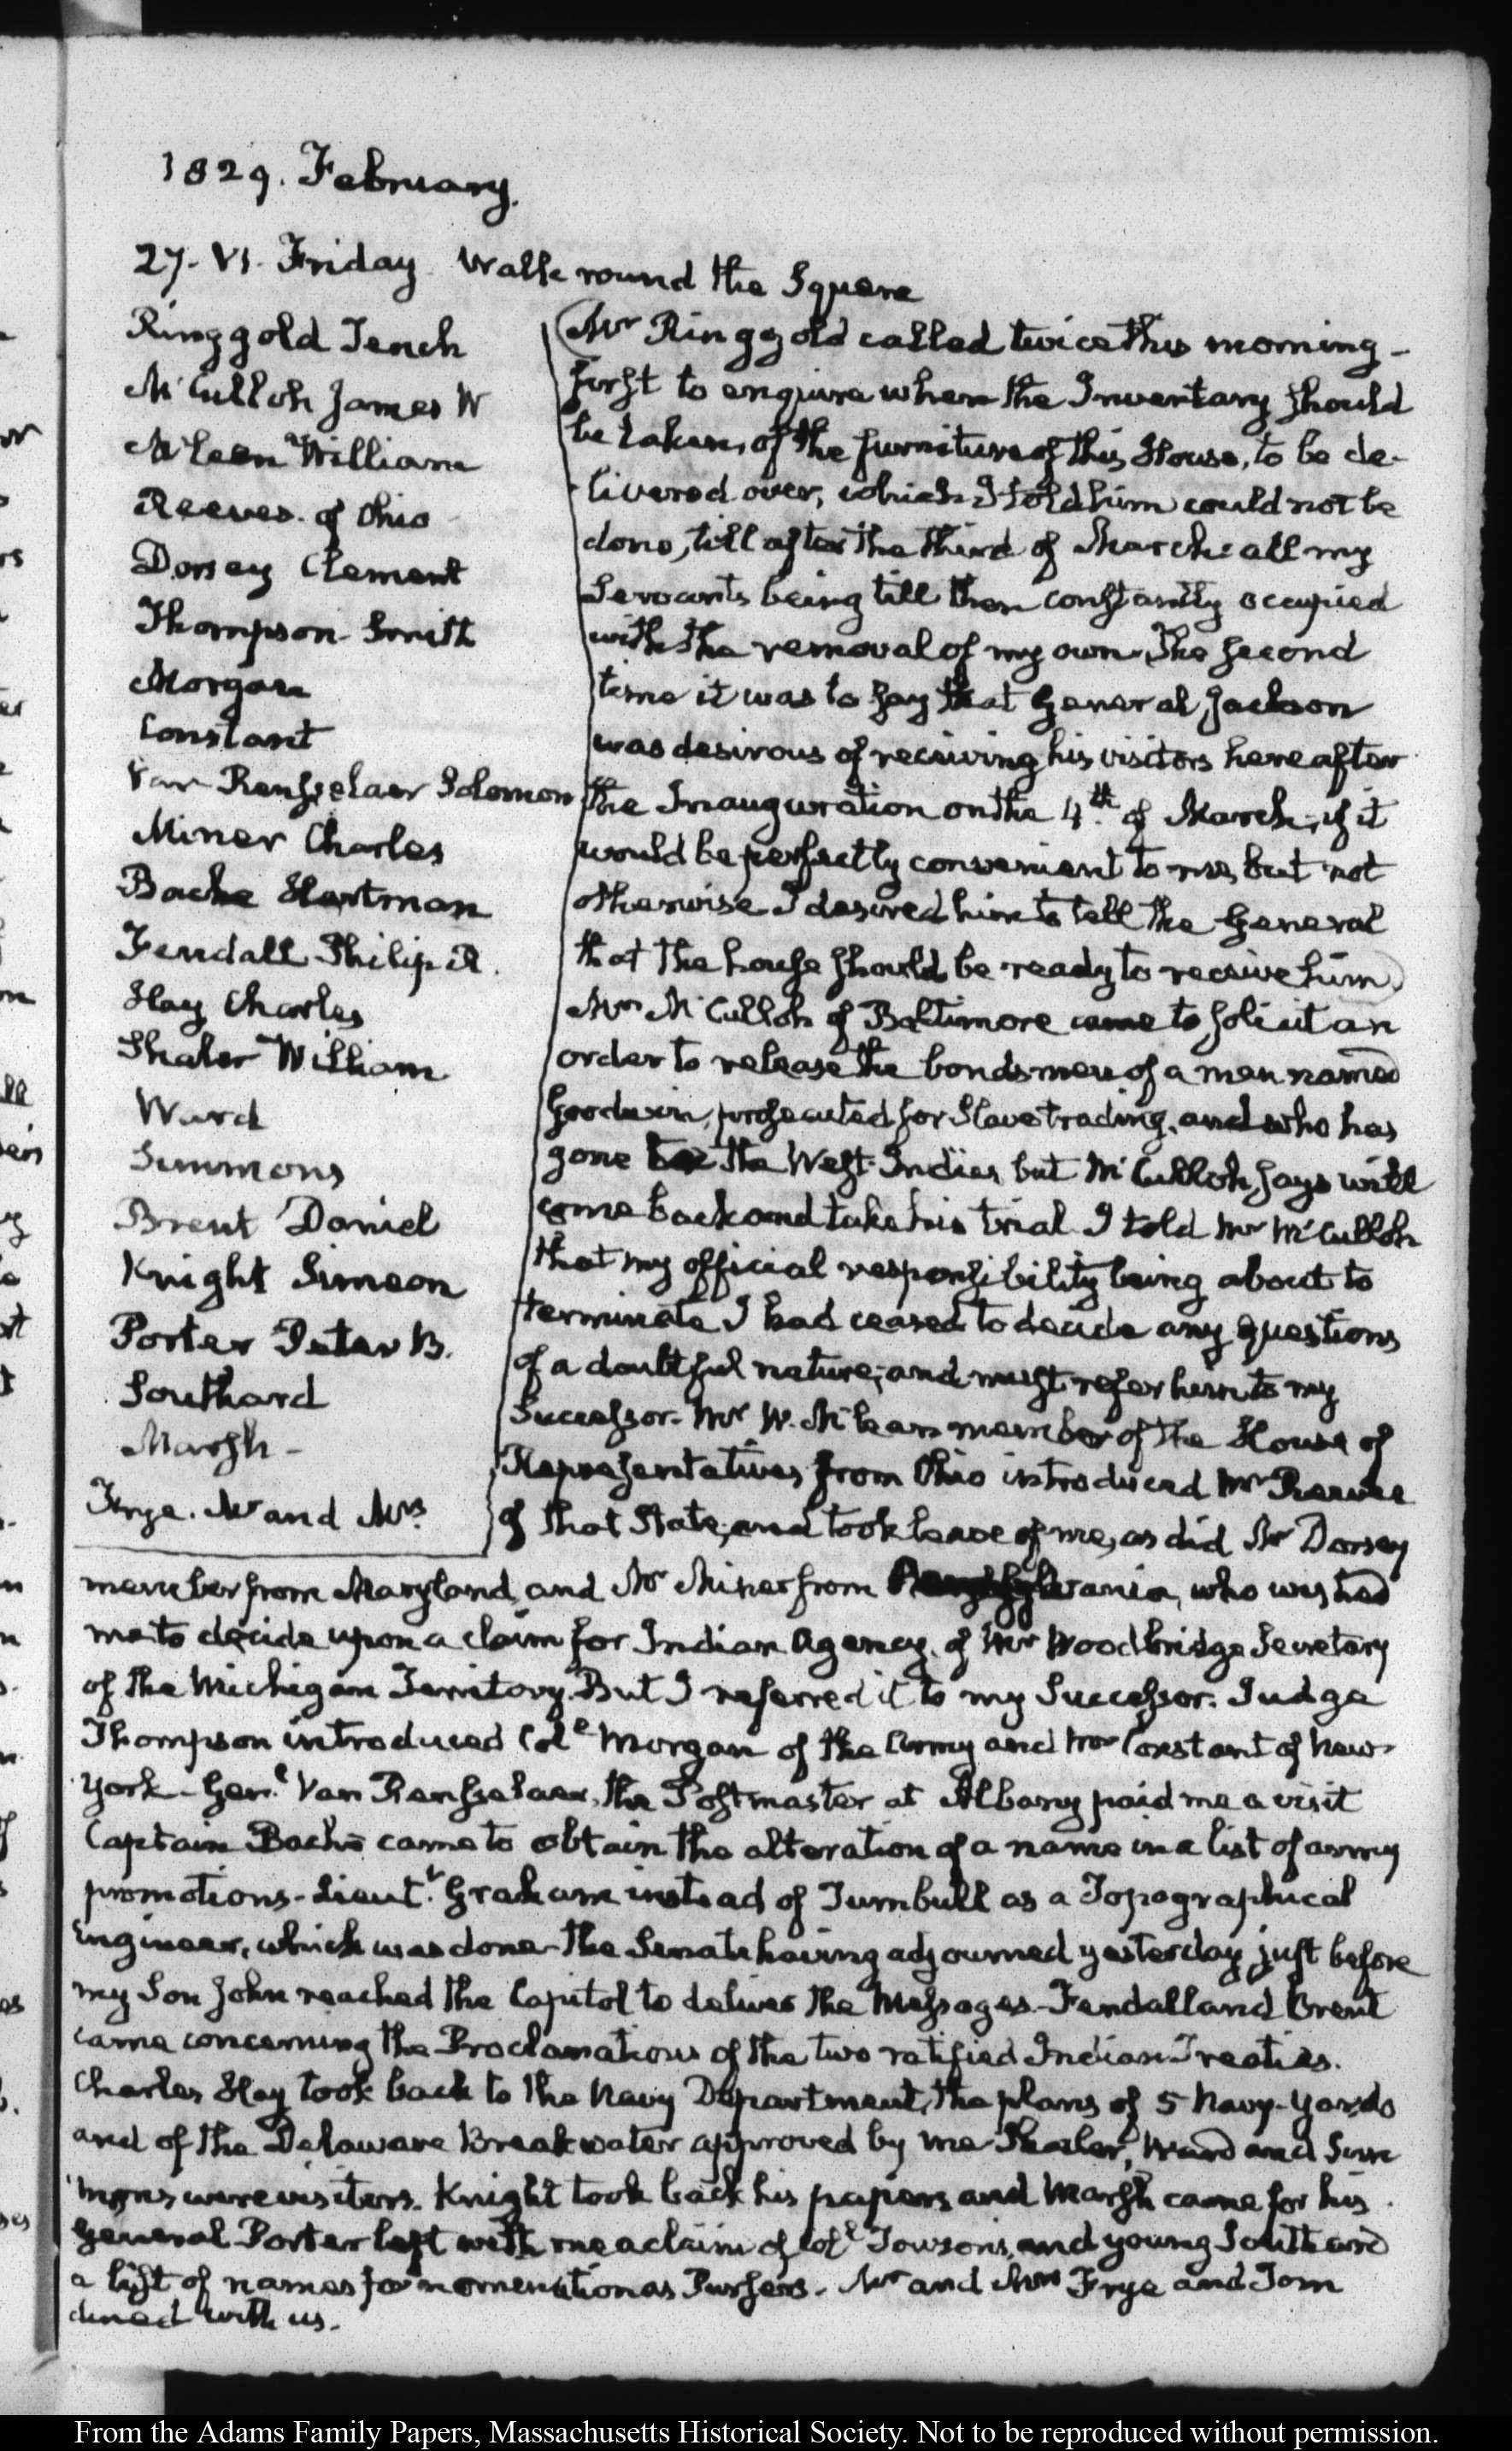 1829. February.
27. VI. Friday. Walk round the Square
Ringgold Tench
McCulloh James W
McLean William
Reeves of Ohio
Dorsey Clement
Thompson Smith
Morgan
Constant
Van Rensselaer Solomon
Miner Charles
Bache Hartman
Fendall Philip R.
Hay Charles
Shaler William
Ward
Simmons
Brent Daniel
Knight Simeon
Porter Peter B.
Southard
Marsh -
Frye. Mr and Mrs
Mr Ringgold called twice this morning -
first to enquire when the Inventary should
be taken, of the furniture of this House, to be de-
livered over, which I told him could not be
done, till after the third of March: all my
Servants being till then constantly occupied
with the removal of my own. The second
time it was to say that General Jackson
was desirous of receiving his visitors here after
the Inauguration on the 4th of March, if it
would be perfectly convenient to me, but not
otherwise I desired him to tell the General
that the house should be ready to receive him)
Mr McCulloh of Baltimore came to solicit an
order to release the bondsmen of a man named
Goodwin, prosecuted for Slave trading, and who has
gone to the West-Indies but McCulloh says will
come back and take his trial I told Mr McCulloh
that my official responsibility being about to
terminate I had ceased to decide any questions
of a doubtful nature; and must refer him to my
Successor. Mr W. McLean member of the House of
Representatives from Ohio introduced Mr Reeves
of that State, and took leave of me, as did Mr Dorsey
member from Maryland, and Mr Miner from Pennsylvania, who wished
me to decide upon a claim for Indian Agency, of Mr Woodbridge Secretary
of the Michigan Territory. But I referred it to my Successor. Judge
Thompson introduced Col. Morgan of the Army and Mr Constant of New-
York - Genl Van Rensselaer, the Postmaster at Albany paid me a visit
Captain Bache came to obtain the alteration of a name in a list of army
promotions - Lieutt Graham instead of Turnbull as a Topographical
Engineer, which was done - the Senate having adjourned yesterday just before
my Son John reached the Capitol to deliver the Messages - Fendall and Brent
came concerning the Proclamations of the two ratified Indian Treaties.
Charles Hay took back to the Navy Department, the plans of 5 Navy-Yards
and of the Delaware Breakwater approved by me - Shaler, Ward and Sim
mons were visiters. Knight took back his papers and Marsh came for his
General Porter left with me a claim of Coll Towson's, and young Southard
a list of names for nomination as Pursers - Mr and Mrs Frye and Tom
dined with us.
From the Adams Family Papers, Massachusetts Historical Society. Not to be reproduced without permission.